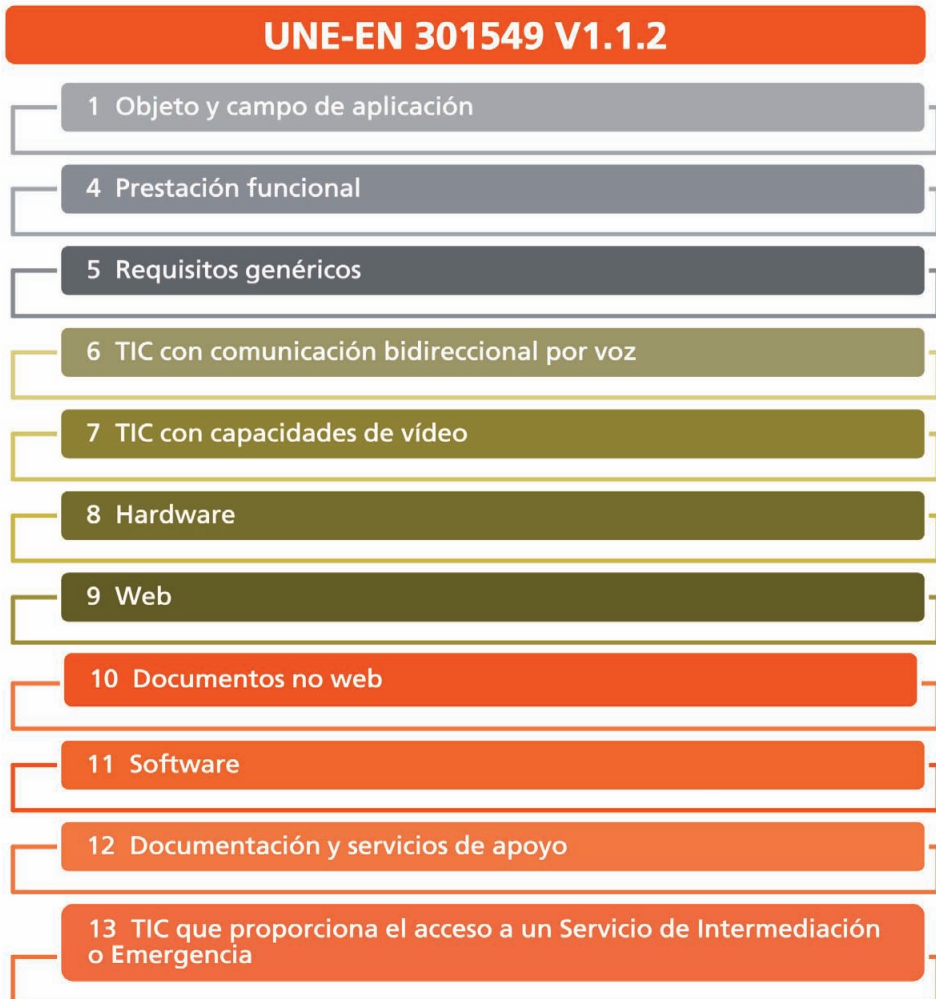 UNE-EN 301549 V1.1.2
1 Objeto y campo de aplicación
4 Prestación funcional
5 Requisitos genéricos
6 TIC con comunicación bidireccional por voz
7 TIC con capacidades de vídeo
8 Hardware
9 Web
10 Documentos no web
11 Software
12 Documentación y servicios de apoyo
13 TIC que proporciona el acceso a un Servicio de Intermediación
o Emergencia